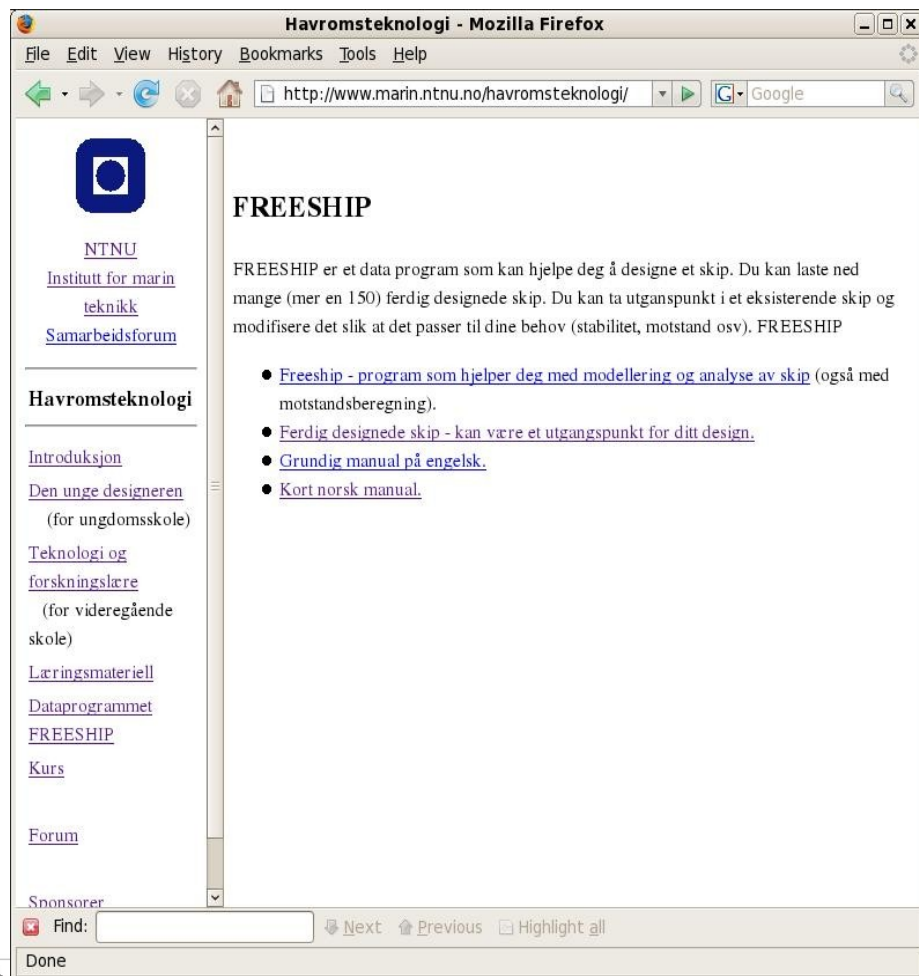 Havromsteknologi - Mozilla Firefox
File Edit View History Bookmarks Tools Help
http://www.marin.ntnu.no/havromsteknologi/
G Google
NTNU
Institutt for marin
teknikk
Samarbeidsforum
Havromsteknologi
Introduksjon
Den unge designeren
(for ungdomsskole)
Teknologi og
forskningslære
(for videregående
skole)
Læringsmateriell
Dataprogrammet
FREESHIP
Kurs
Forum
Sponsorer
FREESHIP
FREESHIP er et data program som kan hjelpe deg å designe et skip. Du kan laste ned
mange (mer en 150) ferdig designede skip. Du kan ta utganspunkt i et eksisterende skip og
modifisere det slik at det passer til dine behov (stabilitet, motstand osv). FREESHIP
Freeship - program som hjelper deg med modellering og analyse av skip (også med
motstandsberegning).
Ferdig designede skip - kan være et utgangspunkt for ditt design.
Grundig manual på engelsk.
Kort norsk manual.
Find: Next Previous Highlight all
Done